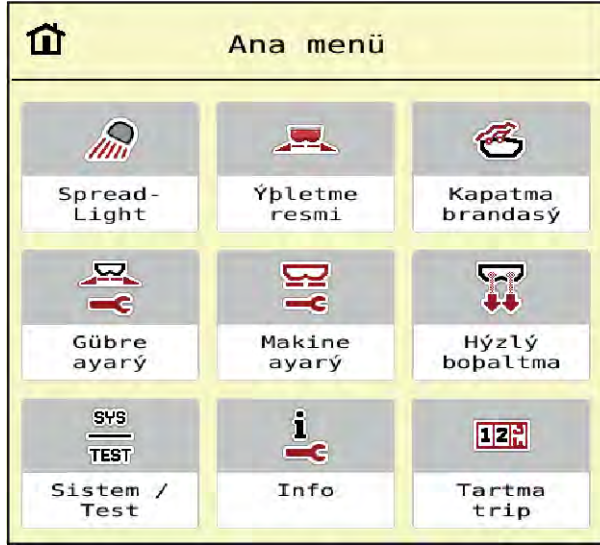 Ana menü
Spread-
Light
Ýþletme
resmi
Kapatma
brandasý
Gübre
ayarý
Makine
ayarý
Hýzlý
boþaltma
SYS
TEST
Sistem /
Test
i
Info
12
Tartma
trip